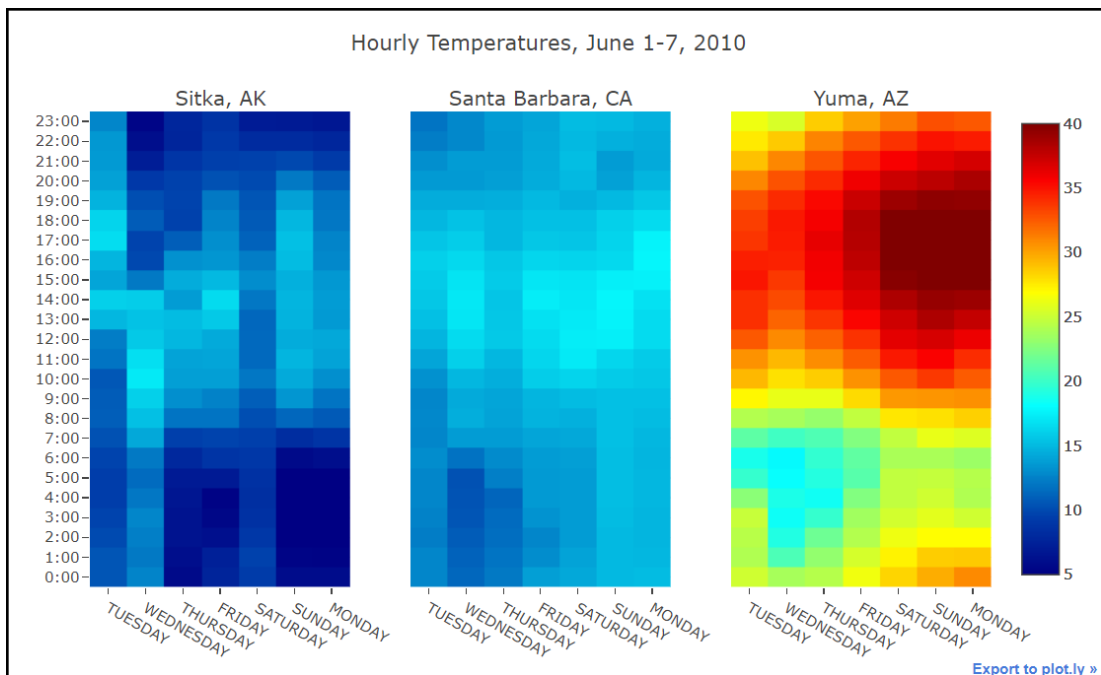 Hourly Temperatures, June 1-7, 2010
Sitka, AK
Santa Barbara, CA
Yuma, AZ
23:00
22:00
21:00
20:00
19:00
18:00
17:00
16:00
15:00
14:00
13:00
12:00
11:00
10:00
9:00
8:00
7:00
6:00
5:00
4:00
3:00
2:00
1:00
0:00
TUESDAY
WEDNESDAY
THURSDAY
FRIDAY
SATURDAY
SUNDAY
MONDAY
TUESDAY
WEDNESDAY
THURSDAY
FRIDAY
SATURDAY
SUNDAY
MONDAY
TUESDAY
WEDNESDAY
THURSDAY
FRIDAY
SATURDAY
SUNDAY
MONDAY
40
35
30
25
20
15
10
5
Export to plot.ly »